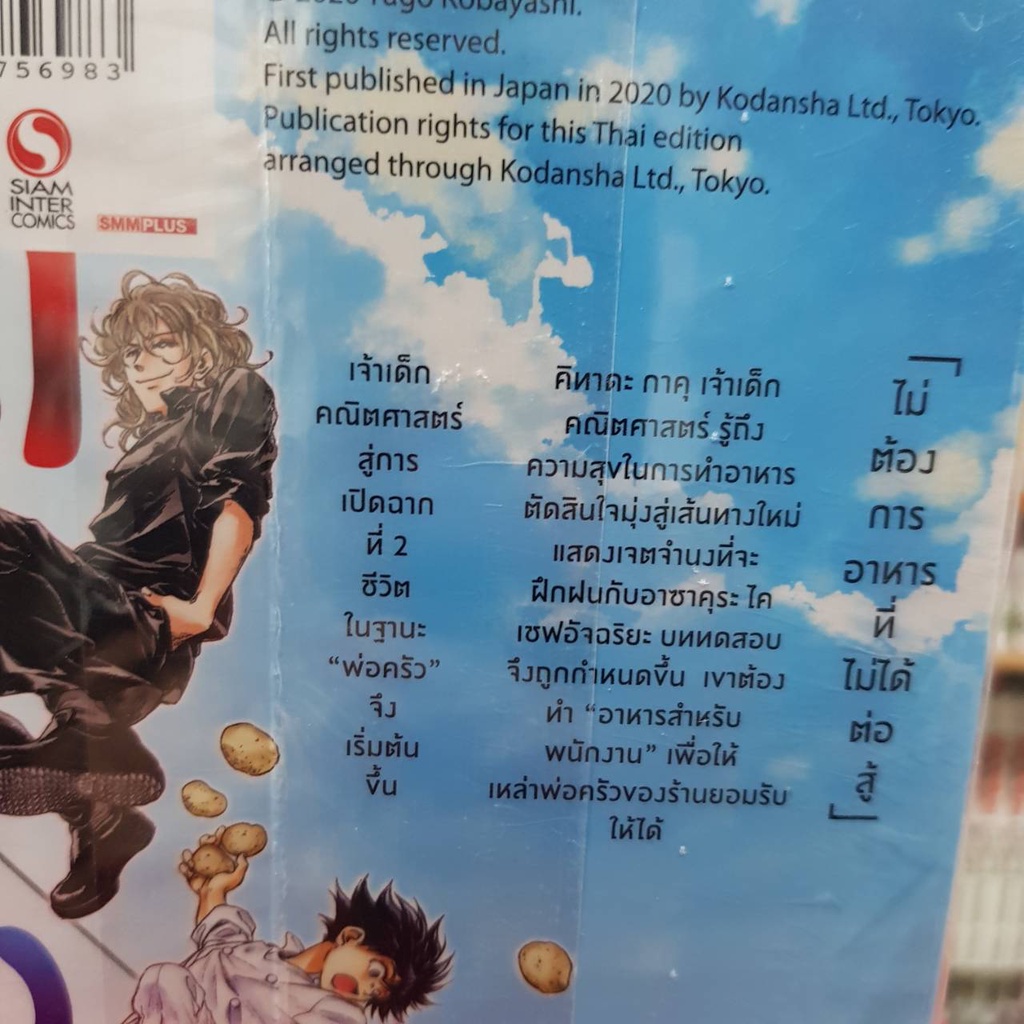 2020 Yugo Kobayashi.
All rights reserved.
First published in Japan in 2020 by Kodansha Ltd., Tokyo.
Publication rights for this Thai edition
arranged through Kodansha Ltd., Tokyo.
756983
SIAM
INTER
COMICS
SMMPLUS
「ไม่
ต้อง
การ
อาหาร
ที่
ไม่ได้
ต่อ
สู้」
คิทาดะ กาคุ เจ้าเด็ก
คณิตศาสตร์ รู้ถึง
ความสุขในการทำอาหาร
ตัดสินใจมุ่งสู่เส้นทางใหม่
แสดงเจตจำนงที่จะ
ฝึกฝนกับอาซาคุระ ไค
เชฟอัจฉริยะ บททดสอบ
จึงถูกกำหนดขึ้น เขาต้อง
ทำ “อาหารสำหรับ
พนักงาน” เพื่อให้
เหล่าพ่อครัวของร้านยอมรับ
ให้ได้
เจ้าเด็ก
คณิตศาสตร์
สู่การ
เปิดฉาก
ที่ 2
ชีวิต
ในฐานะ
“พ่อครัว”
จึง
เริ่มต้น
ขึ้น